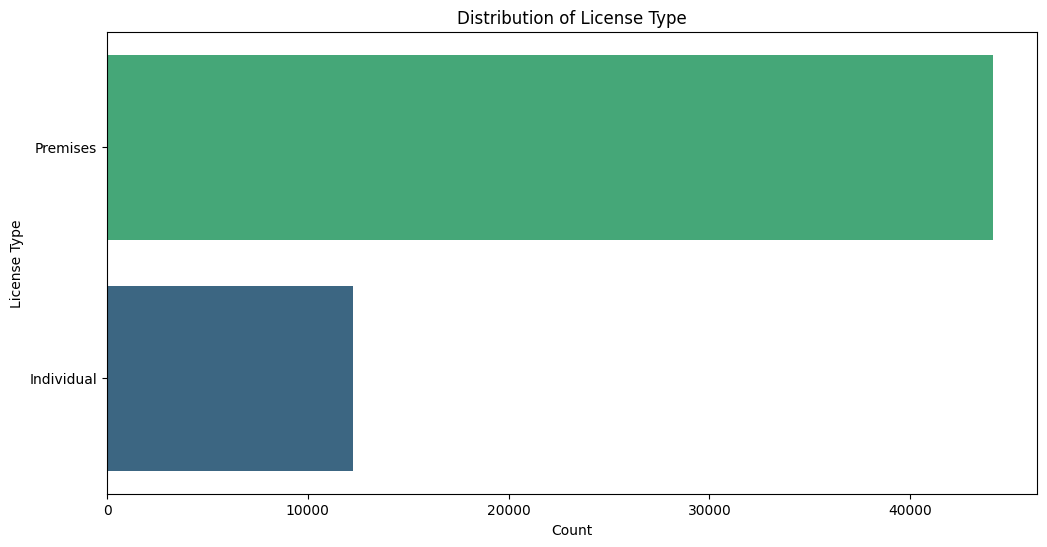 Distribution of License Type
License Type
Premises
Individual
0 10000 20000 30000 40000
Count